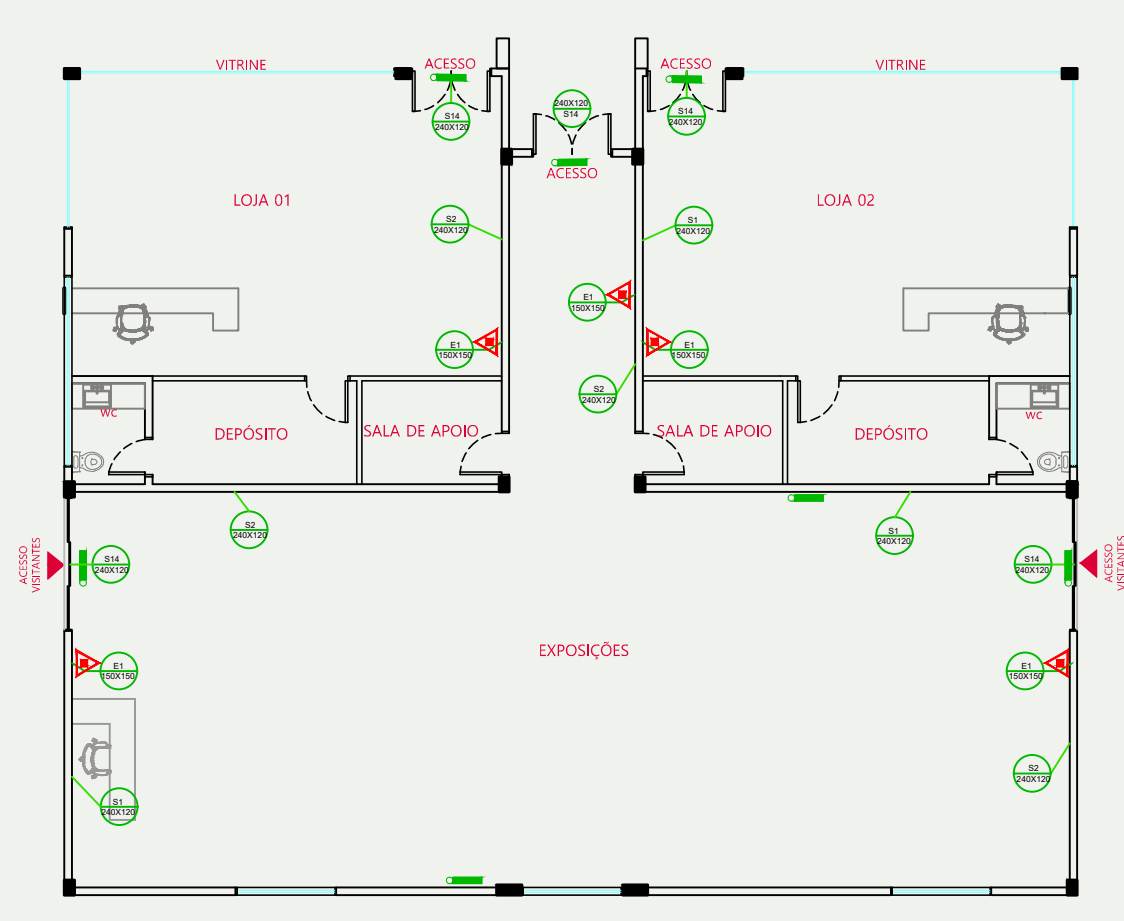 VITRINE
ACESSO
ACESSO
VITRINE
S14
240X120
240X120
S14
S14
240X120
ACESSO
LOJA 01
LOJA 02
S2
240X120
S1
240X120
E1
150X150
E1
150X150
E1
150X150
S2
240X120
WC
DEPÓSITO
SALA DE APOIO
SALA DE APOIO
DEPÓSITO
WC
S2
240X120
S1
240X120
ACESSO
VISITANTES
S14
240X120
S14
240X120
ACESSO
VISITANTES
EXPOSIÇÕES
E1
150X150
E1
150X150
S2
240X120
S1
240X120